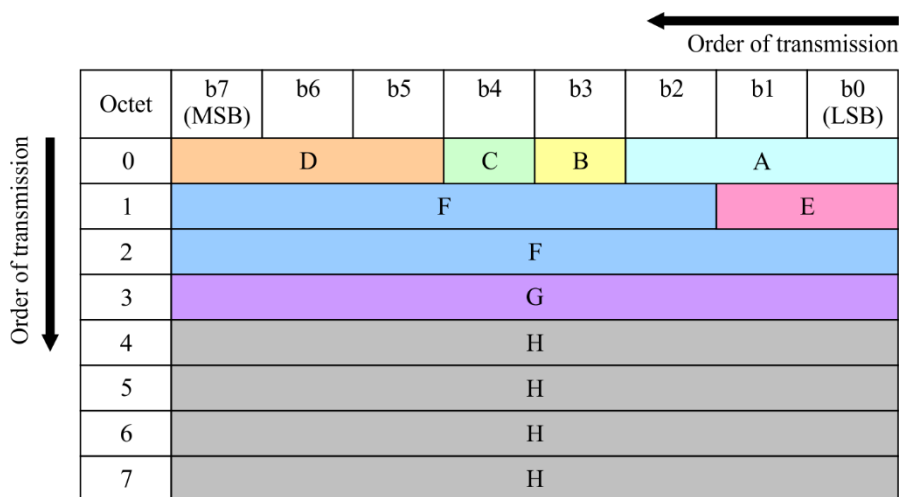 Order of transmission
Octet b7 (MSB) b6 b5 b4 b3 b2 b1 b0 (LSB)
Order of transmission
0 D C B A
1 F E
2 F
3 G
4 H
5 H
6 H
7 H